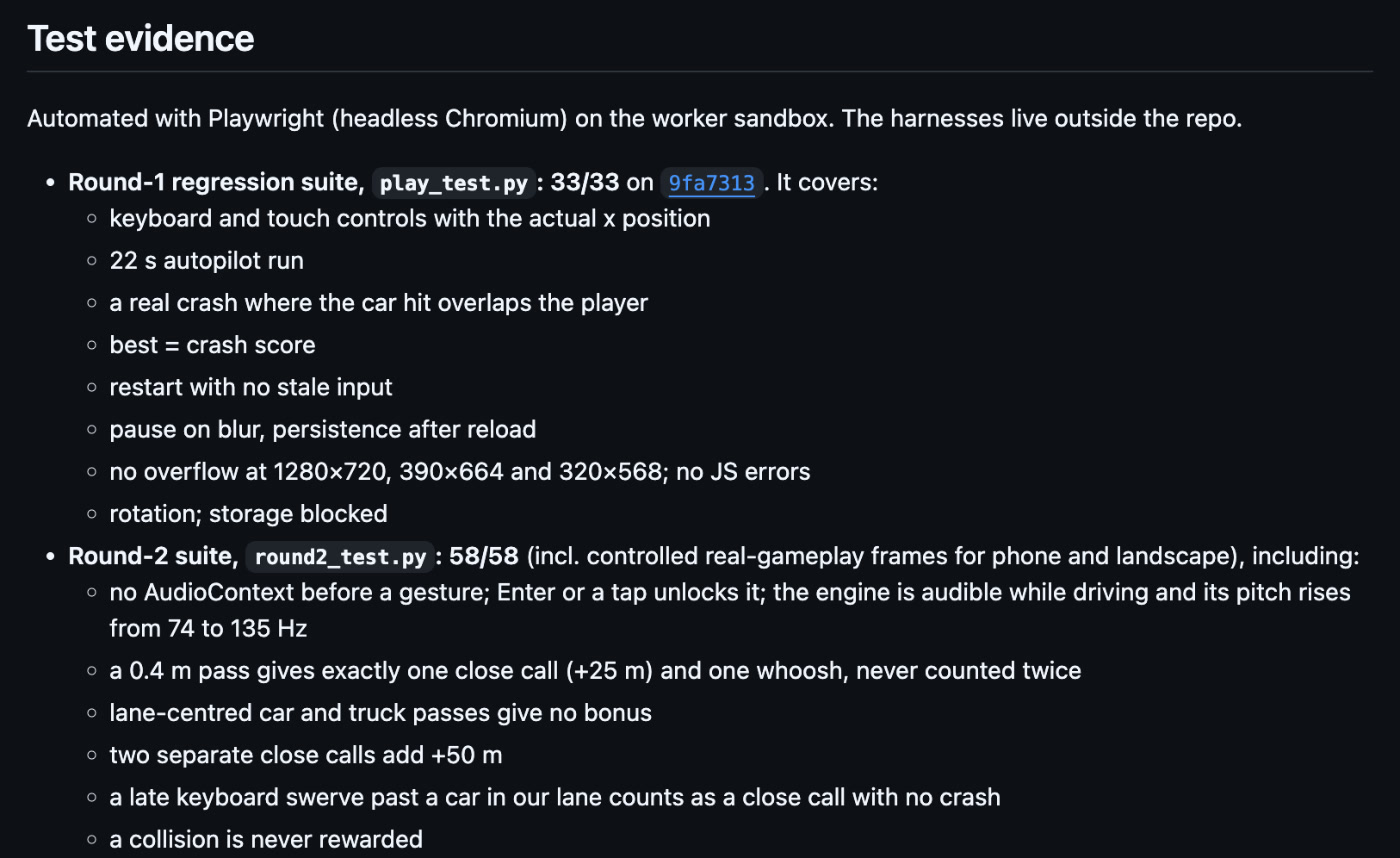 Test evidence
Automated with Playwright (headless Chromium) on the worker sandbox. The harnesses live outside the repo.
• Round-1 regression suite, play_test.py: 33/33 on 9fa7313. It covers:
◦ keyboard and touch controls with the actual x position
◦ 22 s autopilot run
◦ a real crash where the car hit overlaps the player
◦ best = crash score
◦ restart with no stale input
◦ pause on blur, persistence after reload
◦ no overflow at 1280×720, 390×664 and 320×568; no JS errors
◦ rotation; storage blocked
• Round-2 suite, round2_test.py: 58/58 (incl. controlled real-gameplay frames for phone and landscape), including:
◦ no AudioContext before a gesture; Enter or a tap unlocks it; the engine is audible while driving and its pitch rises
from 74 to 135 Hz
◦ a 0.4 m pass gives exactly one close call (+25 m) and one whoosh, never counted twice
◦ lane-centred car and truck passes give no bonus
◦ two separate close calls add +50 m
◦ a late keyboard swerve past a car in our lane counts as a close call with no crash
◦ a collision is never rewarded